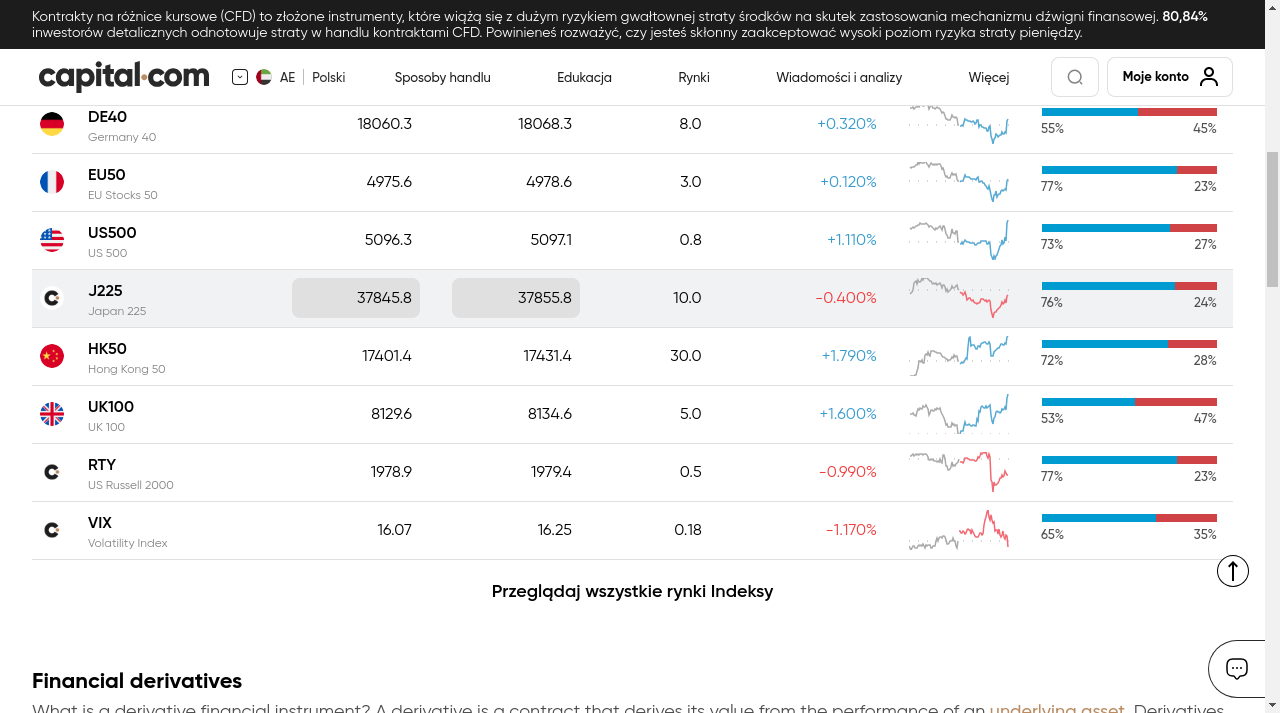 Kontrakty na różnice kursowe (CFD) to złożone instrumenty, które wiążą się z dużym ryzykiem gwałtownej straty środków na skutek zastosowania mechanizmu dźwigni finansowej. 80,84%
inwestorów detalicznych odnotowuje straty w handlu kontraktami CFD. Powinieneś rozważyć, czy jesteś skłonny zaakceptować wysoki poziom ryzyka straty pieniędzy.
capital.com AE Polski Sposoby handlu Edukacja Rynki Wiadomości i analizy Więcej Moje konto
DE40 18060.3 18068.3 8.0 +0.320%
Germany 40 55% 45%
EU50 4975.6 4978.6 3.0 +0.120%
EU Stocks 50 77% 23%
US500 5096.3 5097.1 0.8 +1.110%
US 500 73% 27%
J225 37845.8 37855.8 10.0 -0.400%
Japan 225 76% 24%
HK50 17401.4 17431.4 30.0 +1.790%
Hong Kong 50 72% 28%
UK100 8129.6 8134.6 5.0 +1.600%
UK 100 53% 47%
RTY 1978.9 1979.4 0.5 -0.990%
US Russell 2000 77% 23%
VIX 16.07 16.25 0.18 -1.170%
Volatility Index 65% 35%
Przeglądaj wszystkie rynki Indeksy
Financial derivatives
What is a derivative financial instrument? A derivative is a contract that derives its value from the performance of an underlying asset. Derivatives